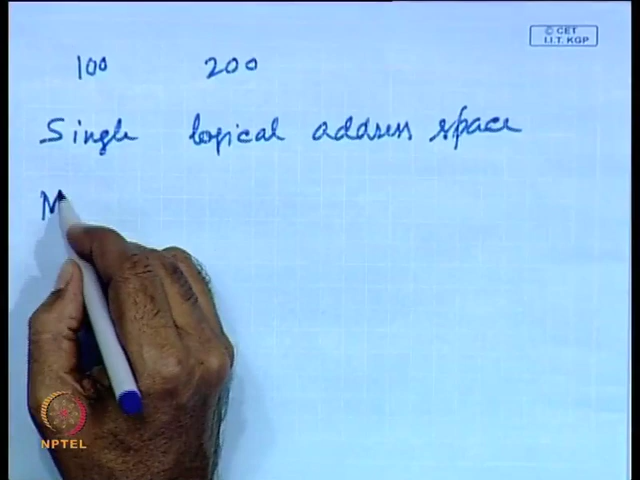 © CET
I.I.T. KGP
100 200
Single logical address space
M
NPTEL